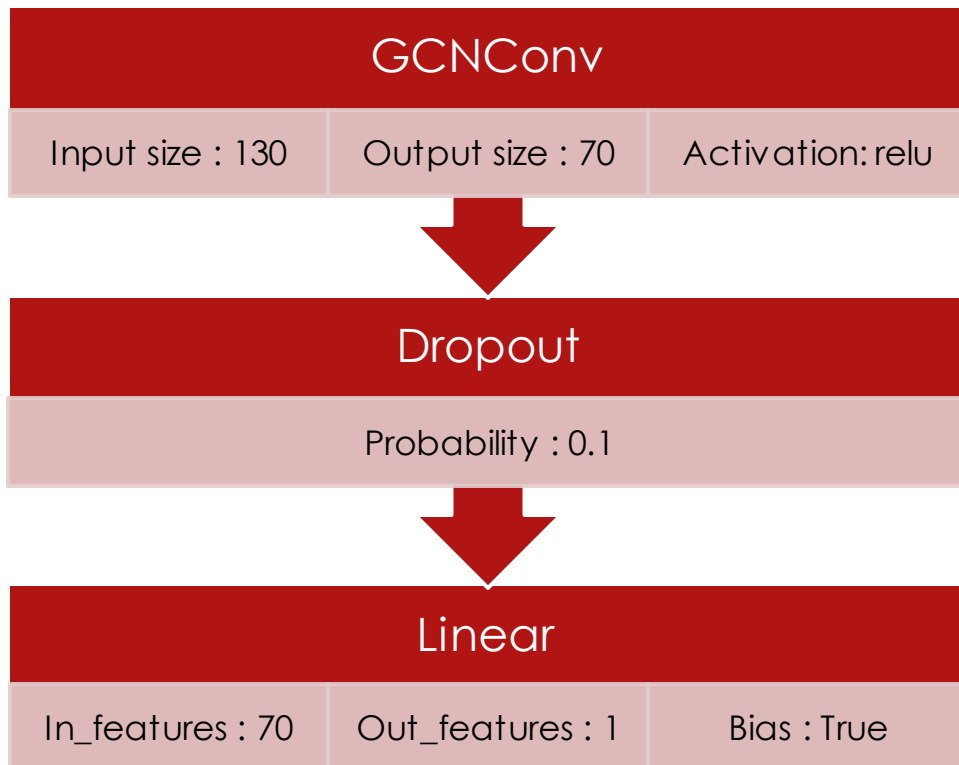 GCNConv
Input size : 130
Output size : 70
Activation: relu
Dropout
Probability : 0.1
Linear
In_features : 70
Out_features : 1
Bias : True